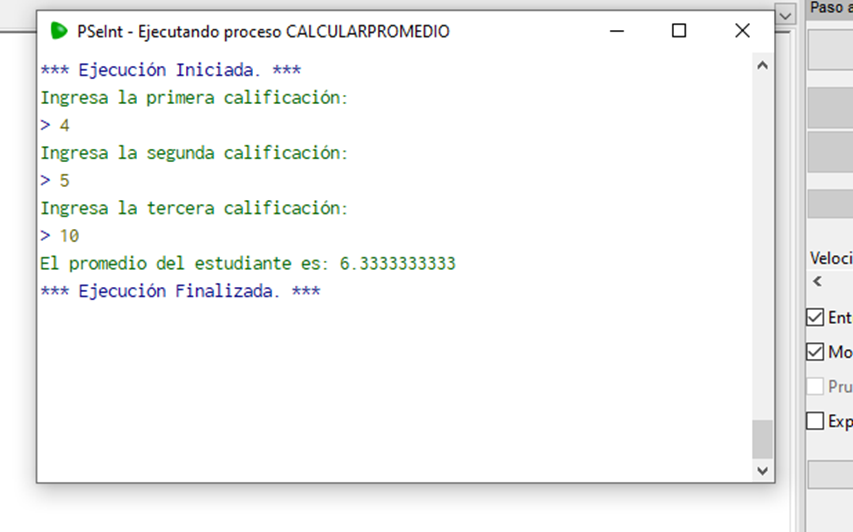 PSeInt - Ejecutando proceso CALCULARPROMEDIO
*** Ejecución Iniciada. ***
Ingresa la primera calificación:
> 4
Ingresa la segunda calificación:
> 5
Ingresa la tercera calificación:
> 10
El promedio del estudiante es: 6.3333333333
*** Ejecución Finalizada. ***
Paso a
Veloci
Ent
Mo
Pru
Exp